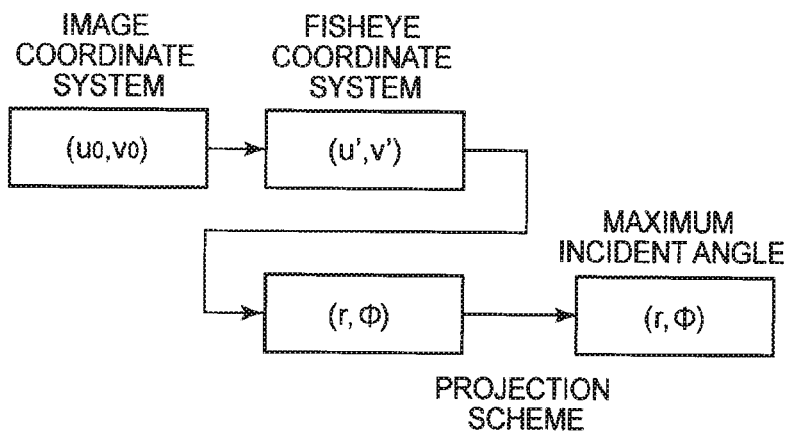 IMAGE
COORDINATE
SYSTEM
FISHEYE
COORDINATE
SYSTEM
(u0,v0)
(u',v')
MAXIMUM
INCIDENT ANGLE
(r,Φ)
(r,Φ)
PROJECTION
SCHEME